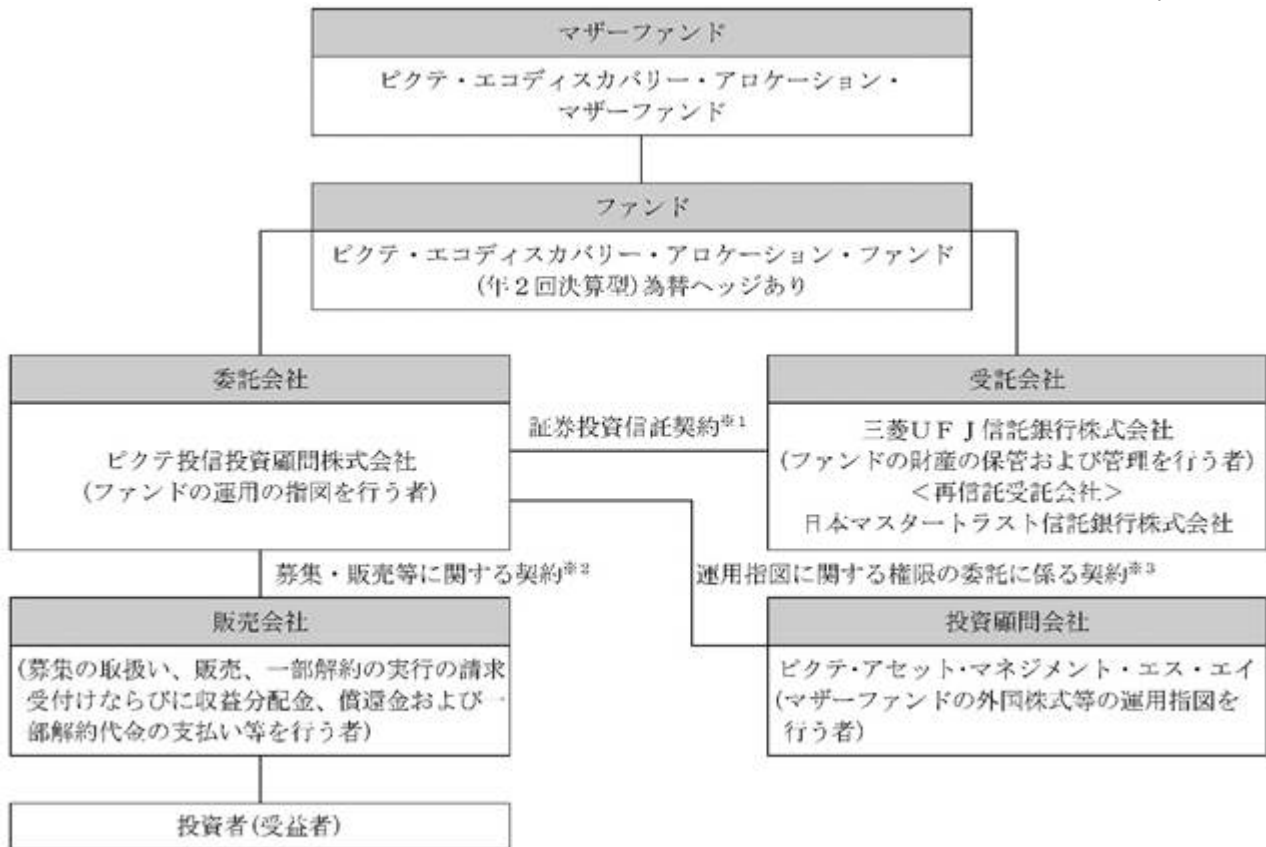 マザーファンド
ピクテ・エコディスカバリー・アロケーション・
マザーファンド
ファンド
ピクテ・エコディスカバリー・アロケーション・ファンド
(年2回決算型)為替ヘッジあり
委託会社
ピクテ投信投資顧問株式会社
(ファンドの運用の指図を行う者)
証券投資信託契約※1
受託会社
三菱UFJ信託銀行株式会社
(ファンドの財産の保管および管理を行う者)
<再信託受託会社>
日本マスタートラスト信託銀行株式会社
募集・販売等に関する契約※2
運用指図に関する権限の委託に係る契約※3
販売会社
(募集の取扱い、販売、一部解約の実行の請求
受付けならびに収益分配金、償還金および一
部解約代金の支払い等を行う者)
投資顧問会社
ピクテ・アセット・マネジメント・エス・エイ
(マザーファンドの外国株式等の運用指図を
行う者)
投資者(受益者)